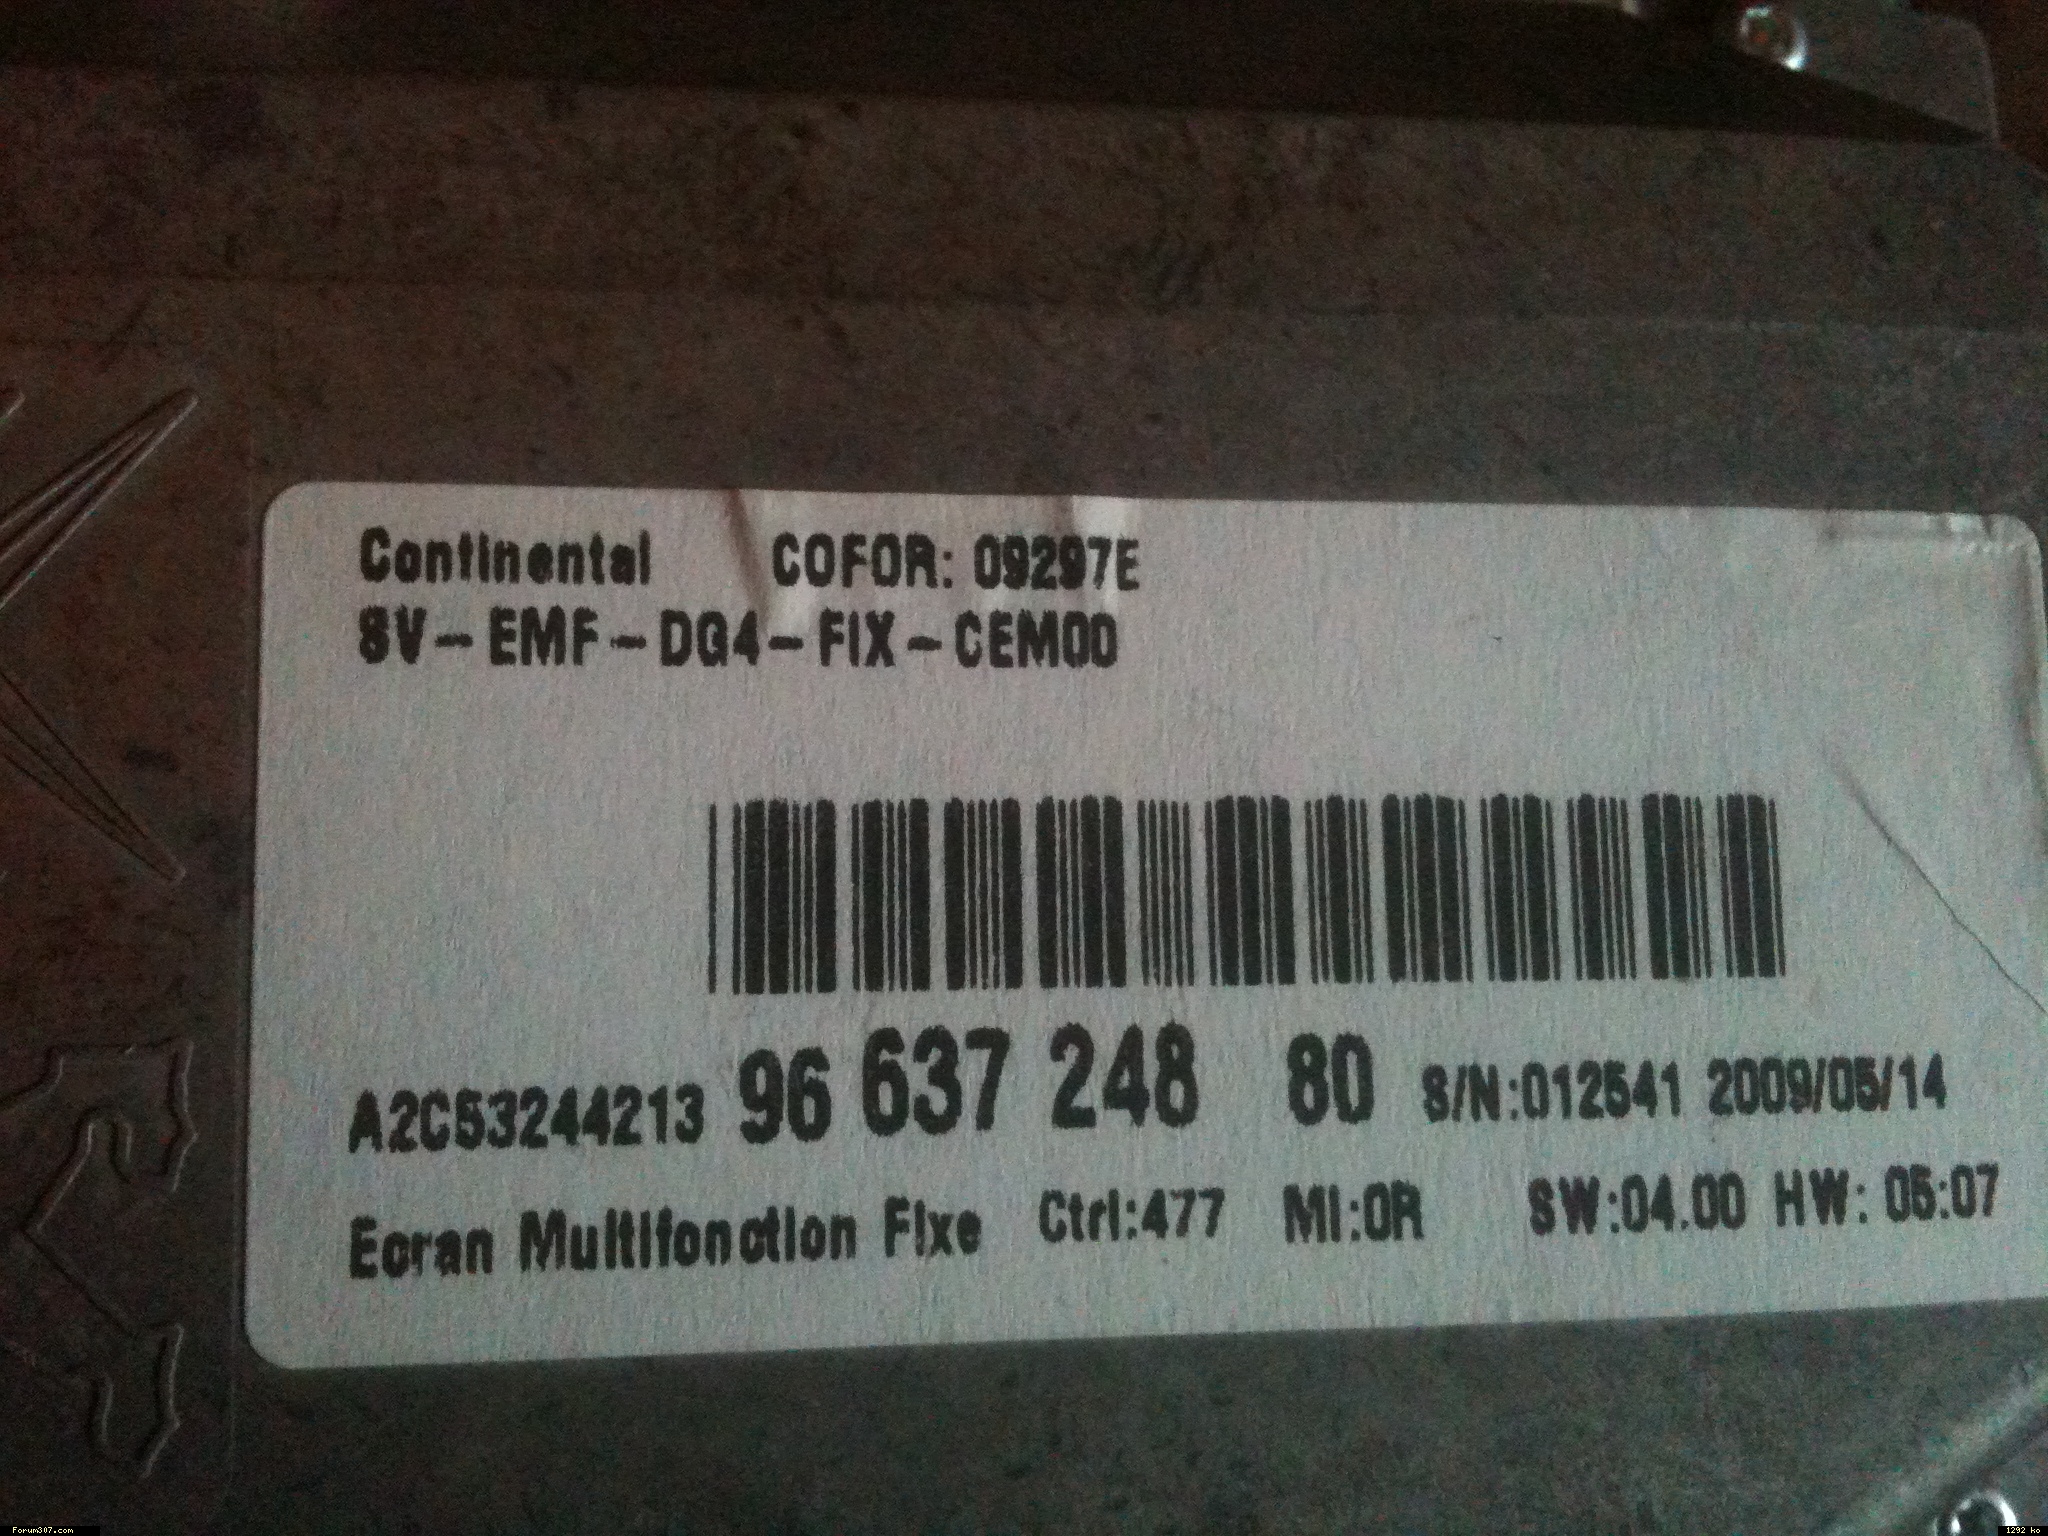 Continental COFOR: 09297E
SV-EMF-DG4-FIX-CEM00
A2C53244213 96 637 248 80 S/N:012541 2009/05/14
Ecran Multifonction Fixe Ctrl:477 MI:0R SW:04.00 HW: 05:07
Forum307.com
1292 ko